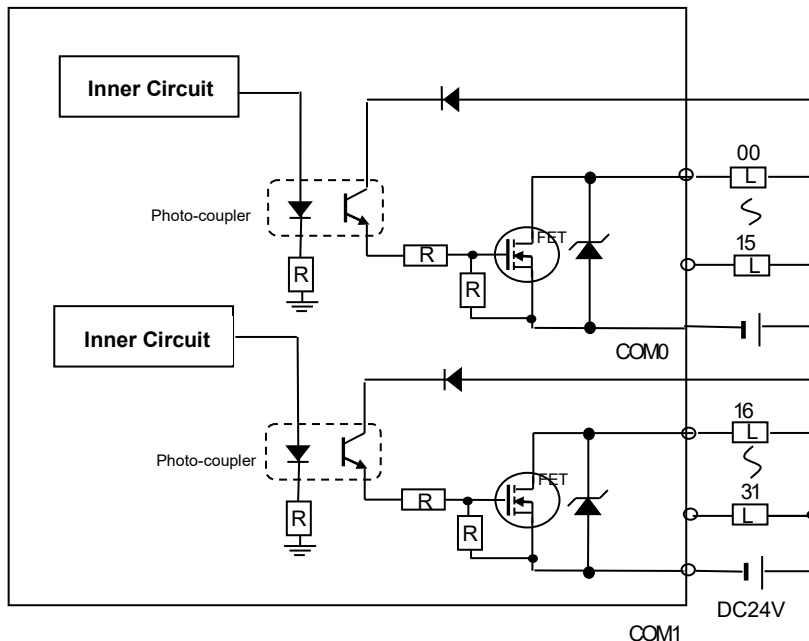 Inner Circuit
00
L
Photo-coupler
FET
R
15
L
R
R
Inner Circuit
COM0
16
L
Photo-coupler
FET
R
31
L
R
R
DC24V
COM1